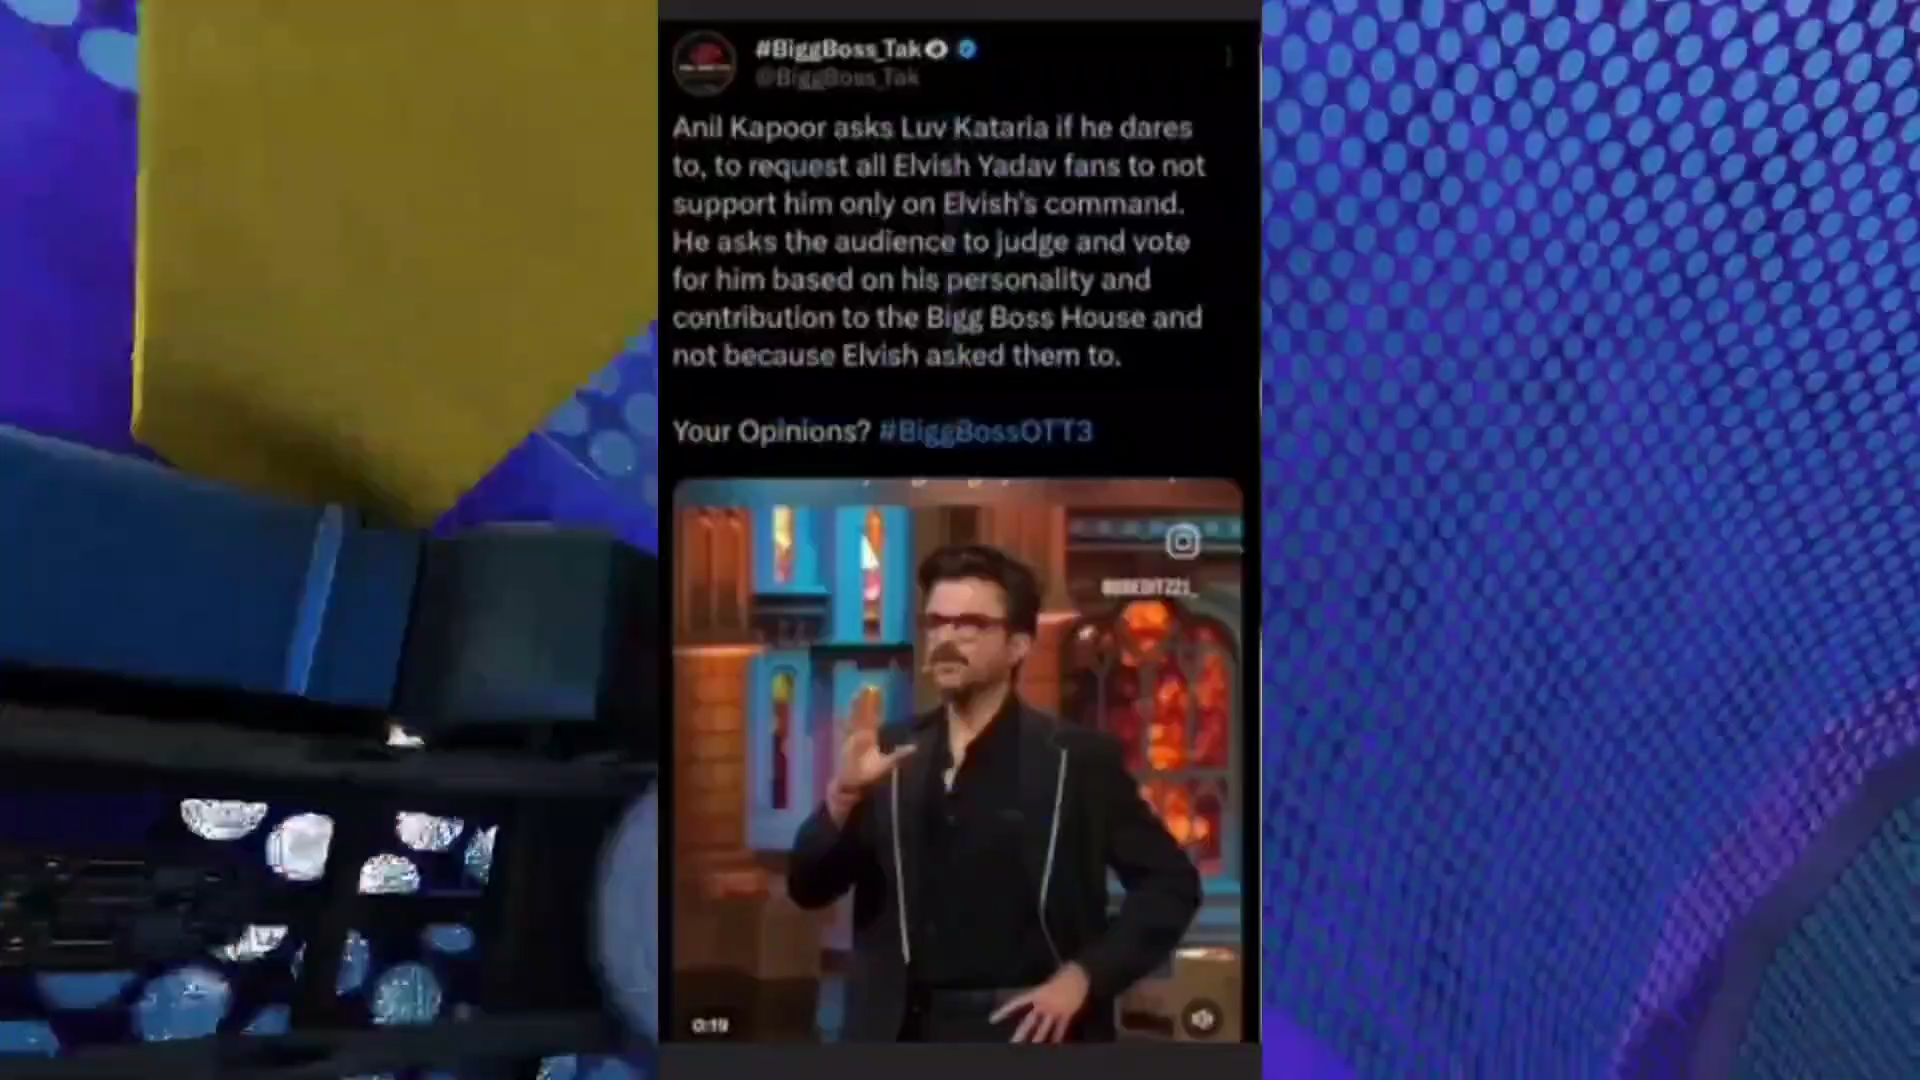 #BiggBoss_Tak
@BiggBoss_Tak
Anil Kapoor asks Luv Kataria if he dares
to, to request all Elvish Yadav fans to not
support him only on Elvish's command.
He asks the audience to judge and vote
for him based on his personality and
contribution to the Bigg Boss House and
not because Elvish asked them to.
Your Opinions? #BiggBossOTT3
0:19